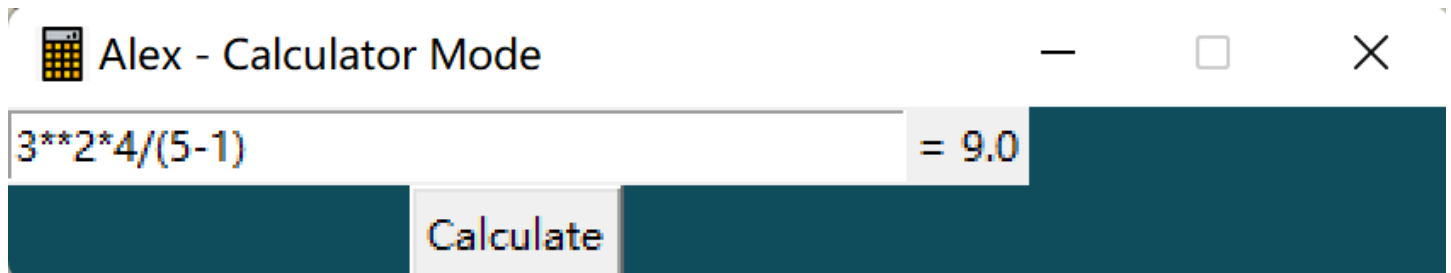 Alex - Calculator Mode
3**2*4/(5-1) = 9.0
Calculate